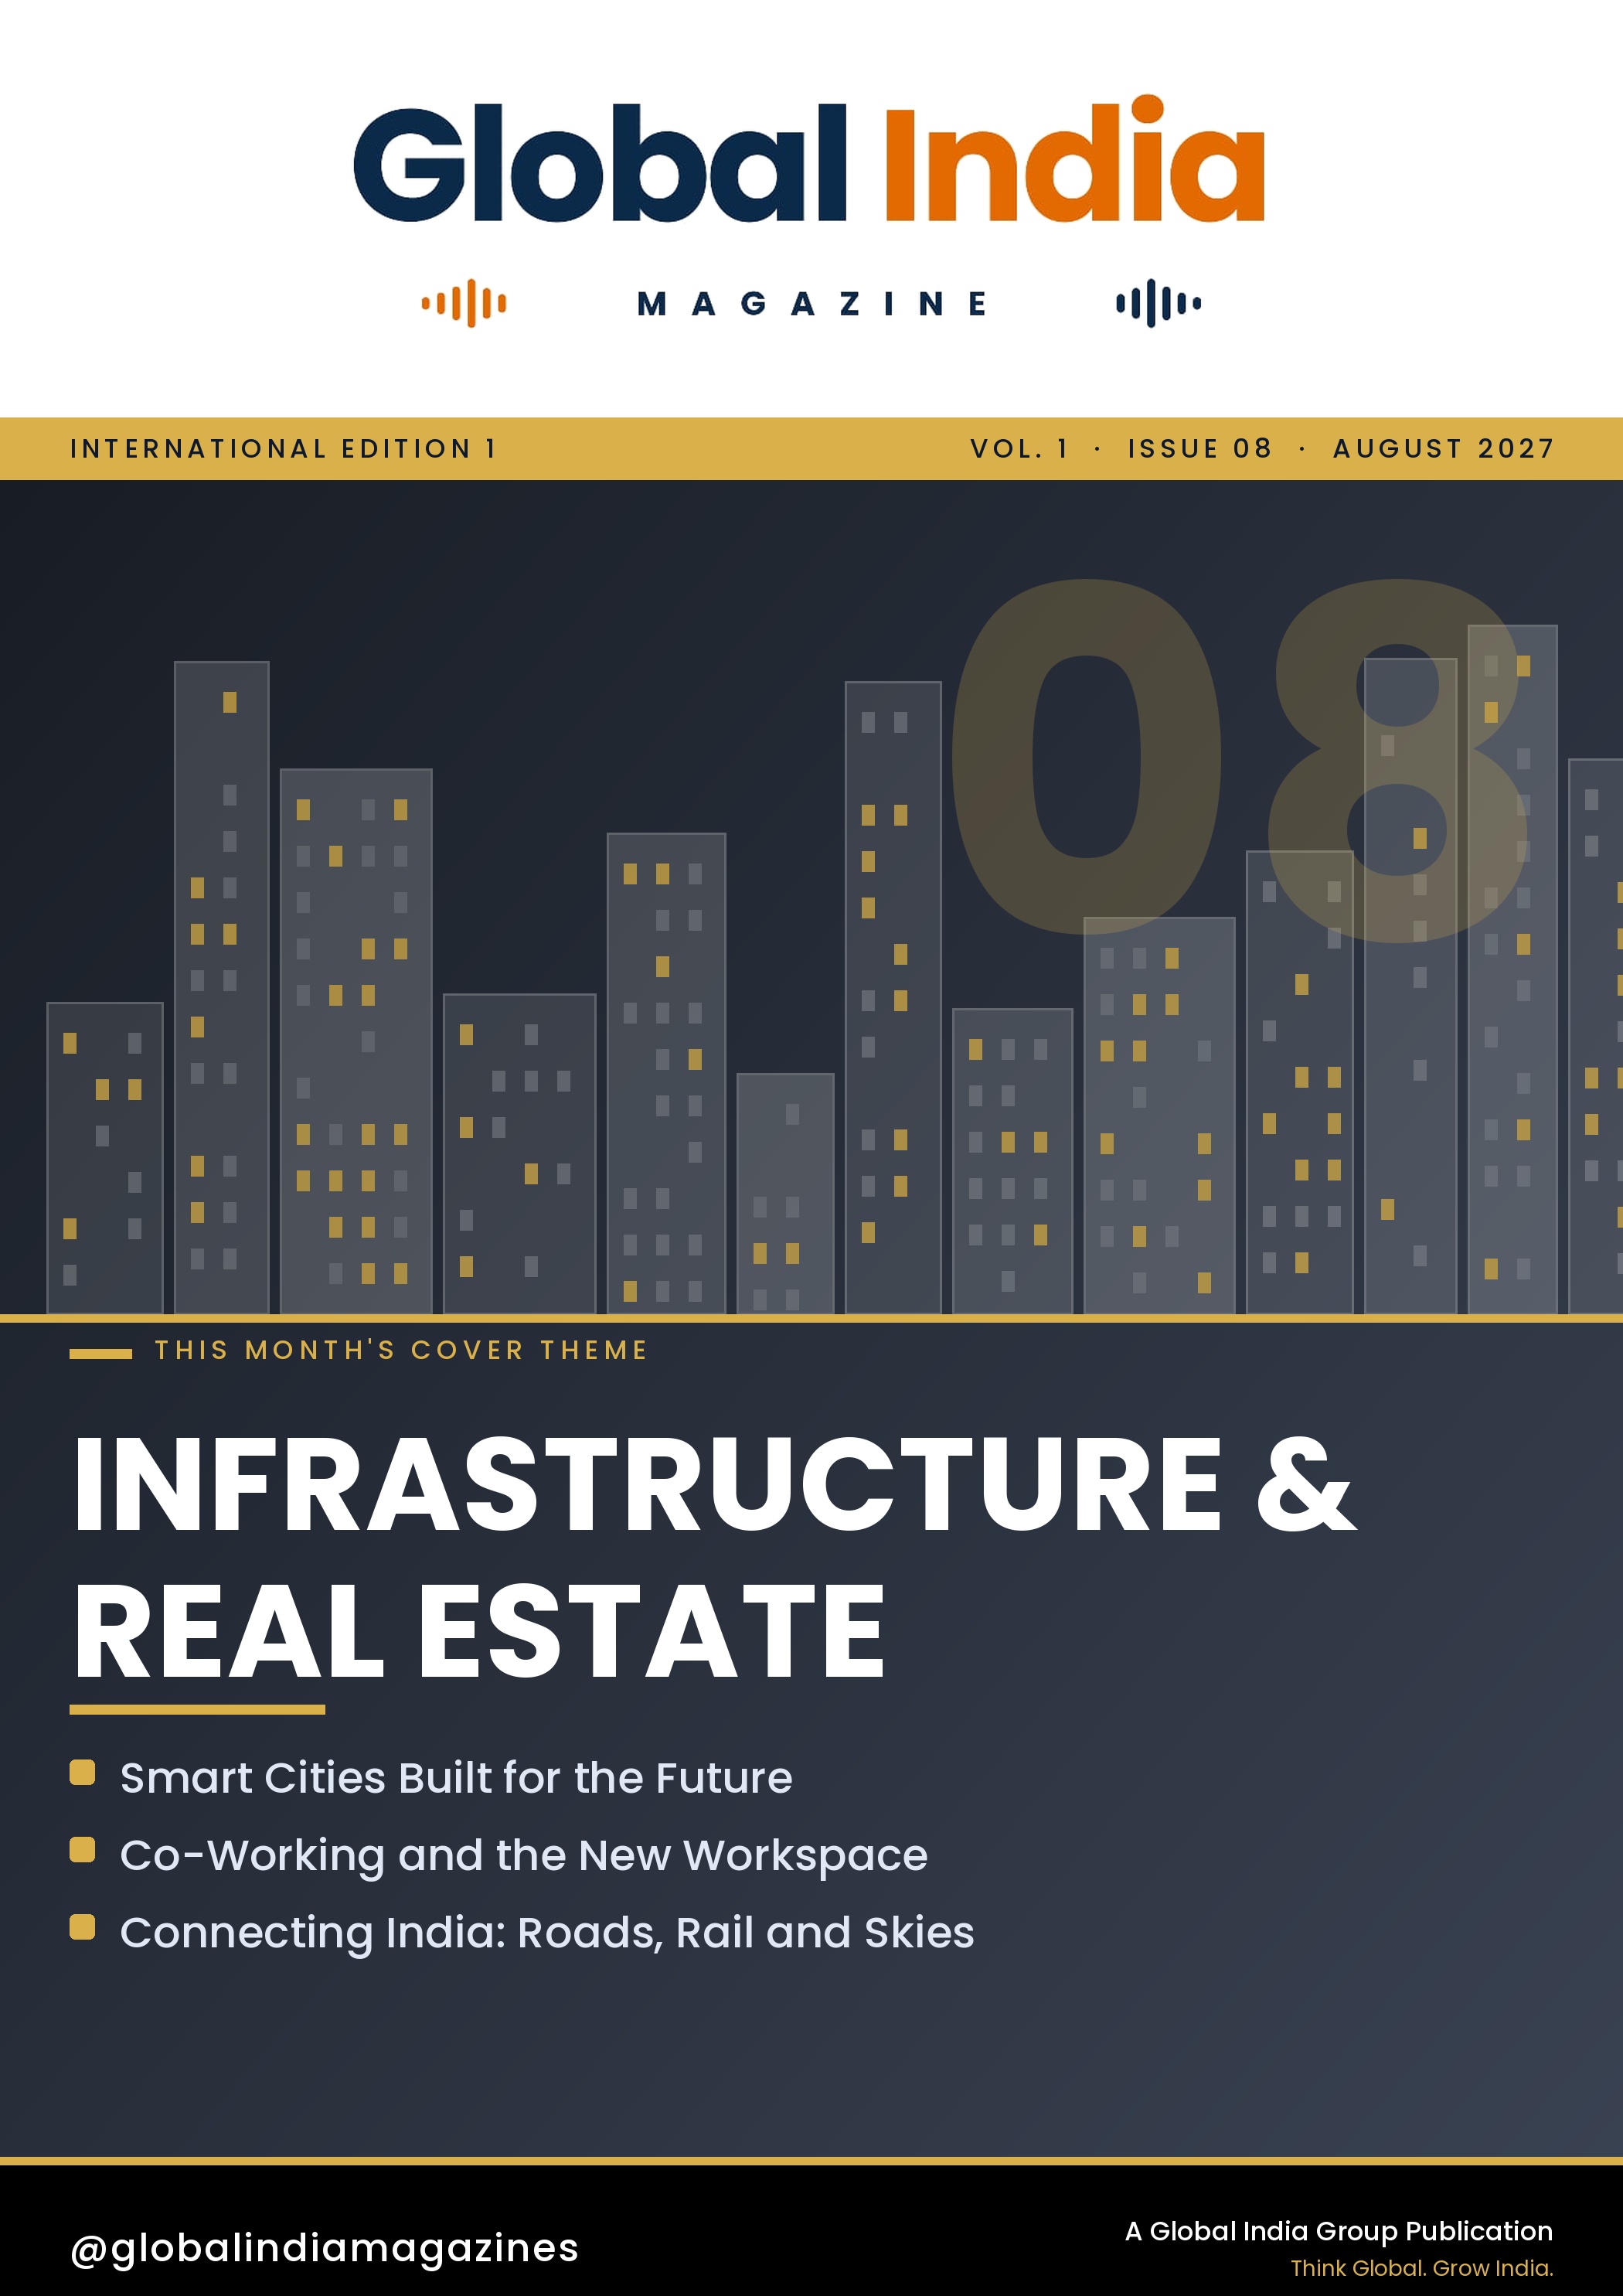 Global India
MAGAZINE
INTERNATIONAL EDITION 1
VOL. 1 · ISSUE 08 · AUGUST 2027
08
THIS MONTH'S COVER THEME
INFRASTRUCTURE &
REAL ESTATE
Smart Cities Built for the Future
Co-Working and the New Workspace
Connecting India: Roads, Rail and Skies
@globalindiamagazines
A Global India Group Publication
Think Global. Grow India.